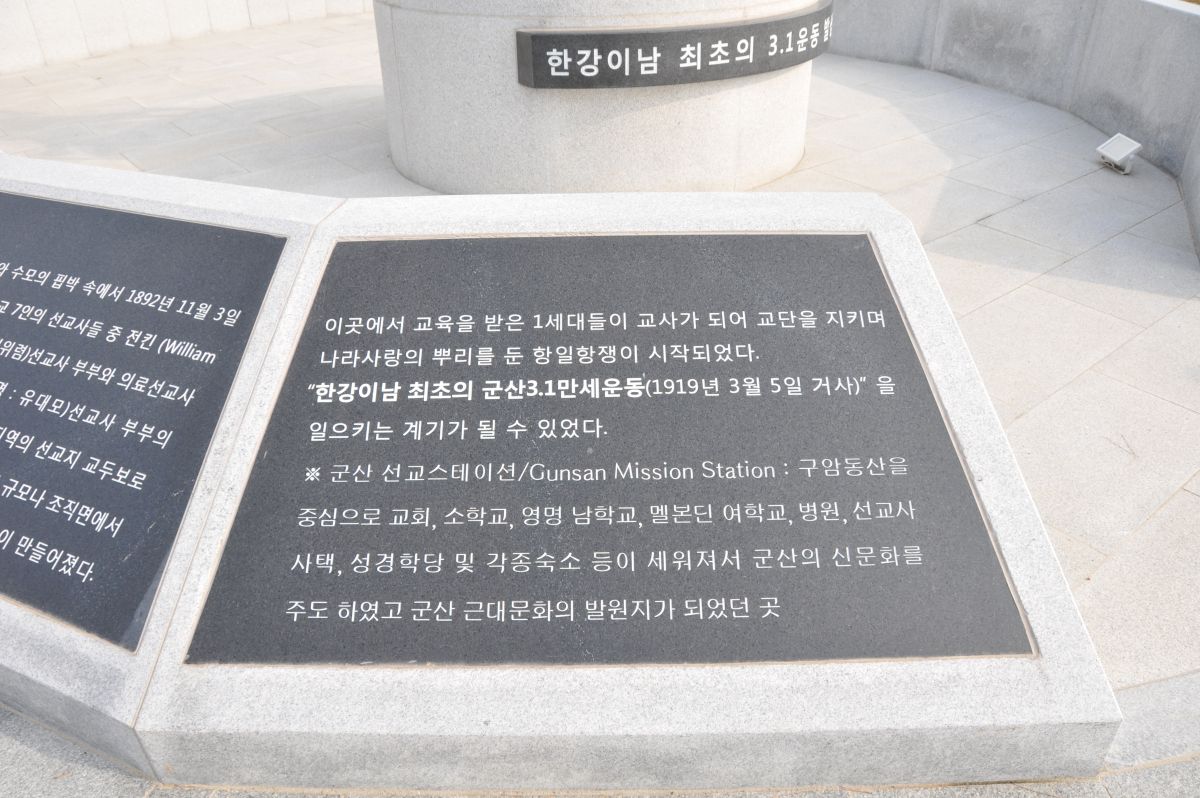 한강이남 최초의 3.1운동
와 수모의 핍박 속에서 1892년 11월 3일
교 7인의 선교사들 중 전킨 (William
위렴)선교사 부부와 의료선교사
명 : 유대모)선교사 부부의
지역의 선교지 교두보로
규모나 조직면에서
이 만들어졌다.
이곳에서 교육을 받은 1세대들이 교사가 되어 교단을 지키며
나라사랑의 뿌리를 둔 항일항쟁이 시작되었다.
“한강이남 최초의 군산3.1만세운동(1919년 3월 5일 거사)” 을
일으키는 계기가 될 수 있었다.
※ 군산 선교스테이션/Gunsan Mission Station : 구암동산을
중심으로 교회, 소학교, 영명 남학교, 멜본딘 여학교, 병원, 선교사
사택, 성경학당 및 각종숙소 등이 세워져서 군산의 신문화를
주도 하였고 군산 근대문화의 발원지가 되었던 곳